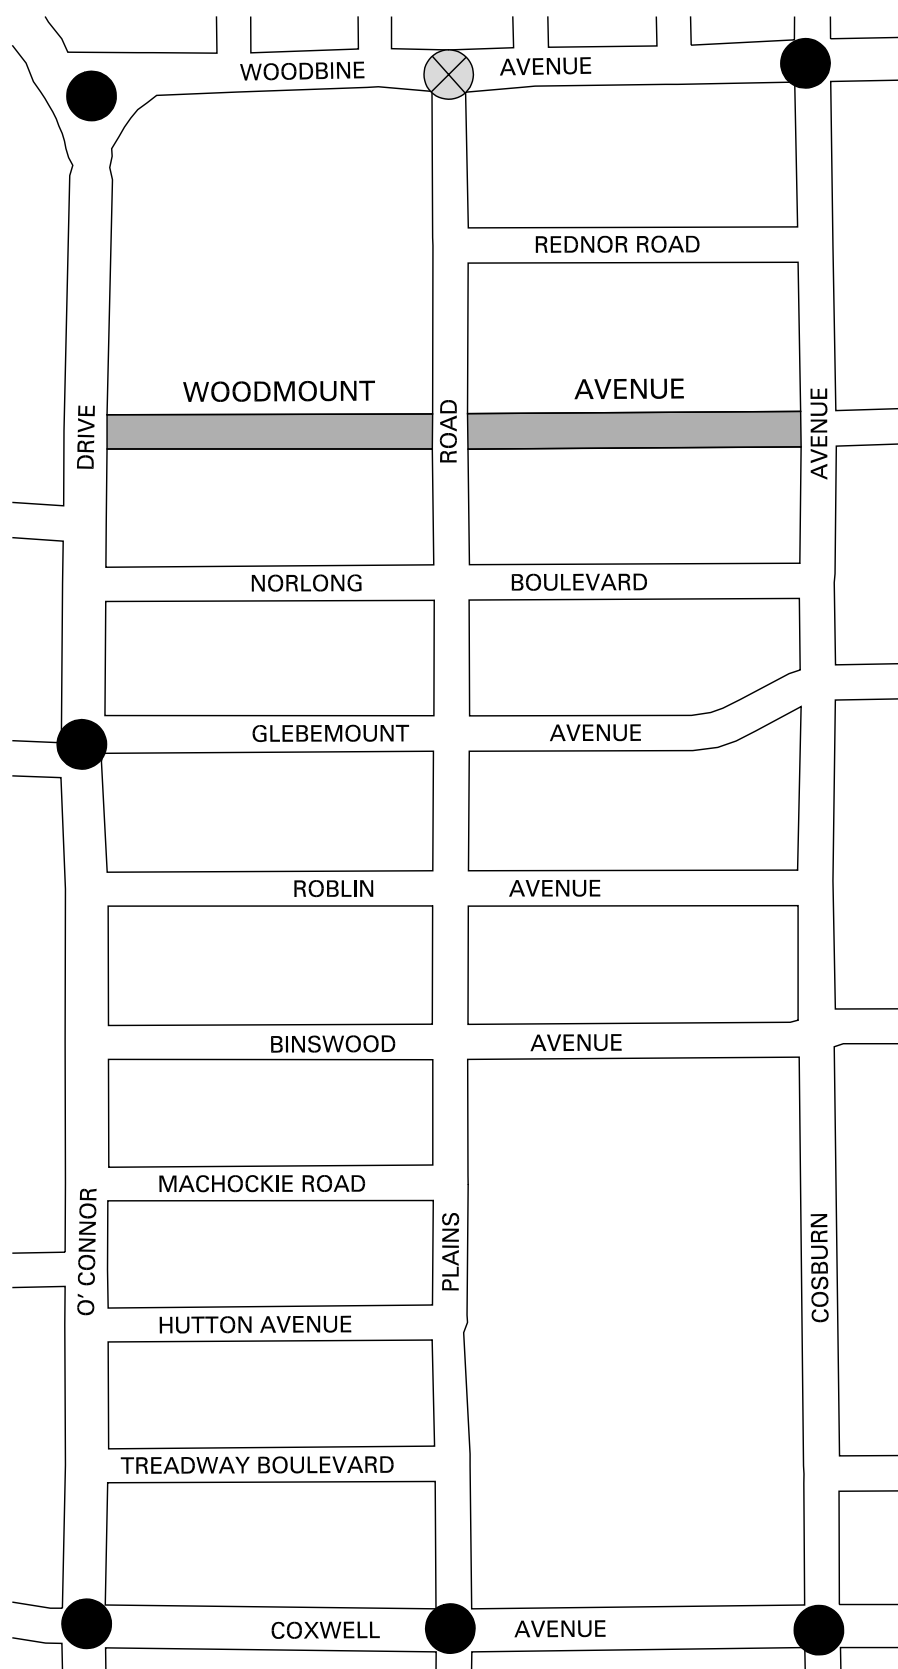 WOODBINE AVENUE
REDNOR ROAD
WOODMOUNT AVENUE
DRIVE
ROAD
AVENUE
NORLONG BOULEVARD
GLEBEMOUNT AVENUE
ROBLIN AVENUE
BINSWOOD AVENUE
MACHOCKIE ROAD
O' CONNOR
PLAINS
COSBURN
HUTTON AVENUE
TREADWAY BOULEVARD
COXWELL AVENUE